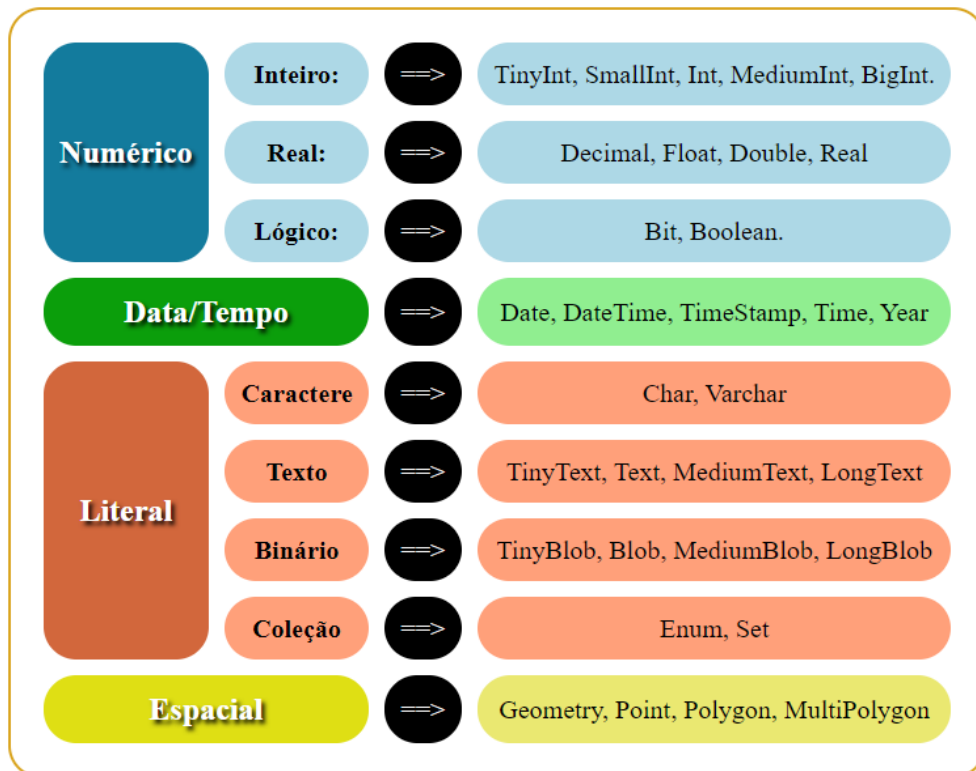 Numérico
Inteiro: ==> TinyInt, SmallInt, Int, MediumInt, BigInt.
Real: ==> Decimal, Float, Double, Real
Lógico: ==> Bit, Boolean.
Data/Tempo ==> Date, DateTime, TimeStamp, Time, Year
Literal
Caractere ==> Char, Varchar
Texto ==> TinyText, Text, MediumText, LongText
Binário ==> TinyBlob, Blob, MediumBlob, LongBlob
Coleção ==> Enum, Set
Espacial ==> Geometry, Point, Polygon, MultiPolygon